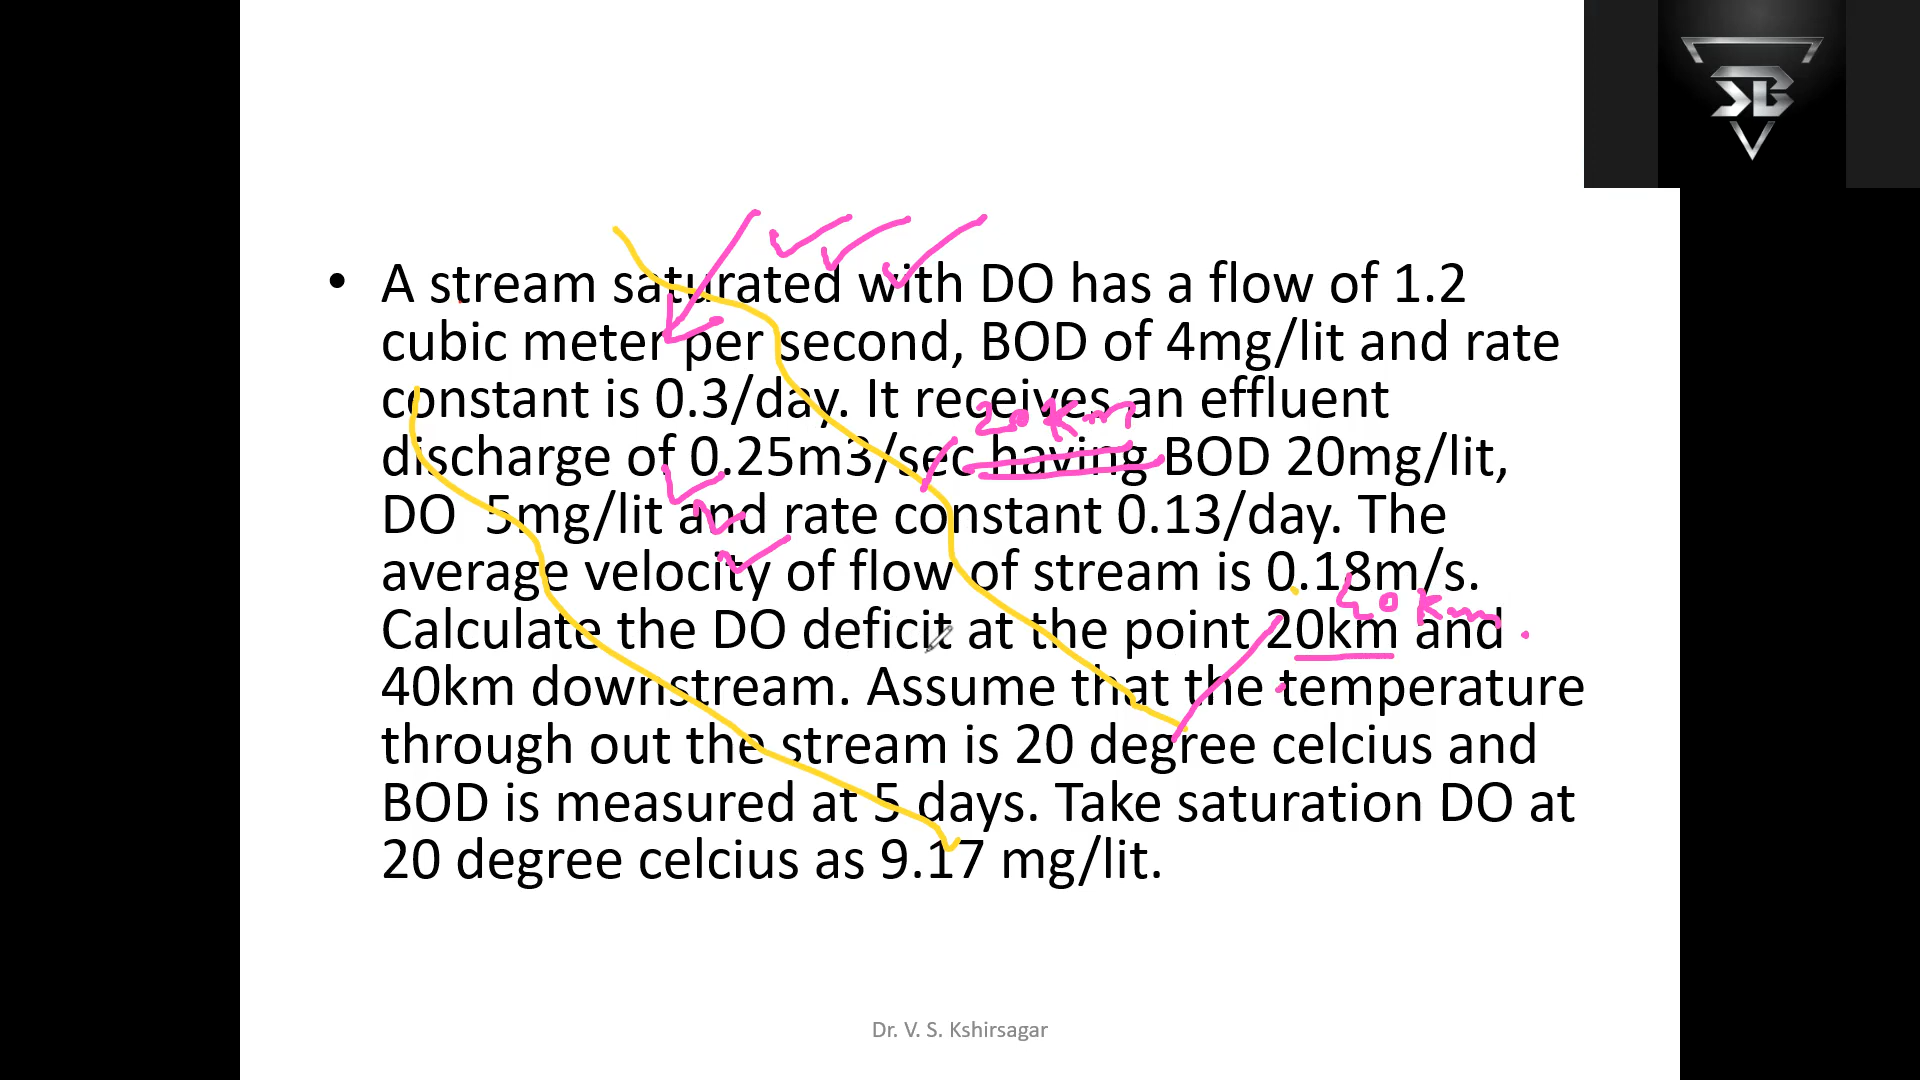 • A stream saturated with DO has a flow of 1.2
cubic meter per second, BOD of 4mg/lit and rate
constant is 0.3/day. It receives an effluent
20 Km
discharge of 0.25m3/sec having BOD 20mg/lit,
DO 5mg/lit and rate constant 0.13/day. The
average velocity of flow of stream is 0.18m/s.
40 Km
Calculate the DO deficit at the point 20km and
40km downstream. Assume that the temperature
through out the stream is 20 degree celcius and
BOD is measured at 5 days. Take saturation DO at
20 degree celcius as 9.17 mg/lit.
Dr. V. S. Kshirsagar